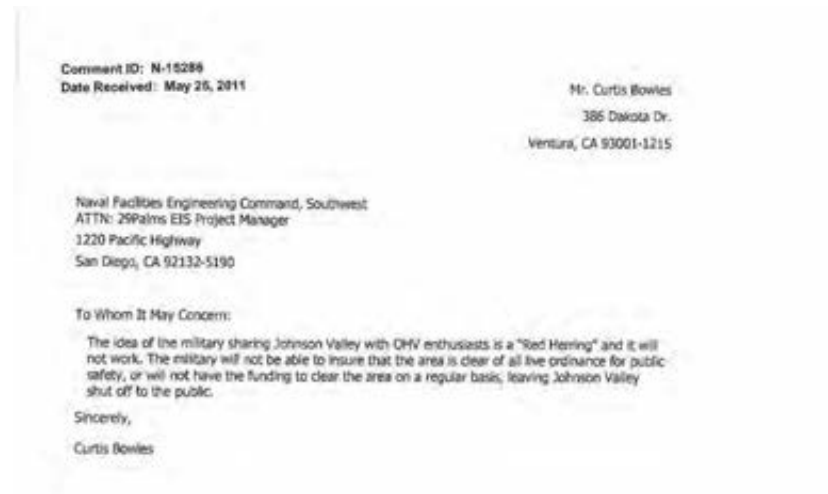 Comment ID: N-15286
Date Received: May 25, 2011
Mr. Curtis Bowles
386 Dakota Dr.
Ventura, CA 93001-1215
Naval Facilities Engineering Command, Southwest
ATTN: 29Palms EIS Project Manager
1220 Pacific Highway
San Diego, CA 92132-5190
To Whom It May Concern:
The idea of the military sharing Johnson Valley with OHV enthusiasts is a "Red Herring" and it will
not work. The military will not be able to insure that the area is clear of all live ordinance for public
safety, or will not have the funding to clear the area on a regular basis, leaving Johnson Valley
shut off to the public.
Sincerely,
Curtis Bowles